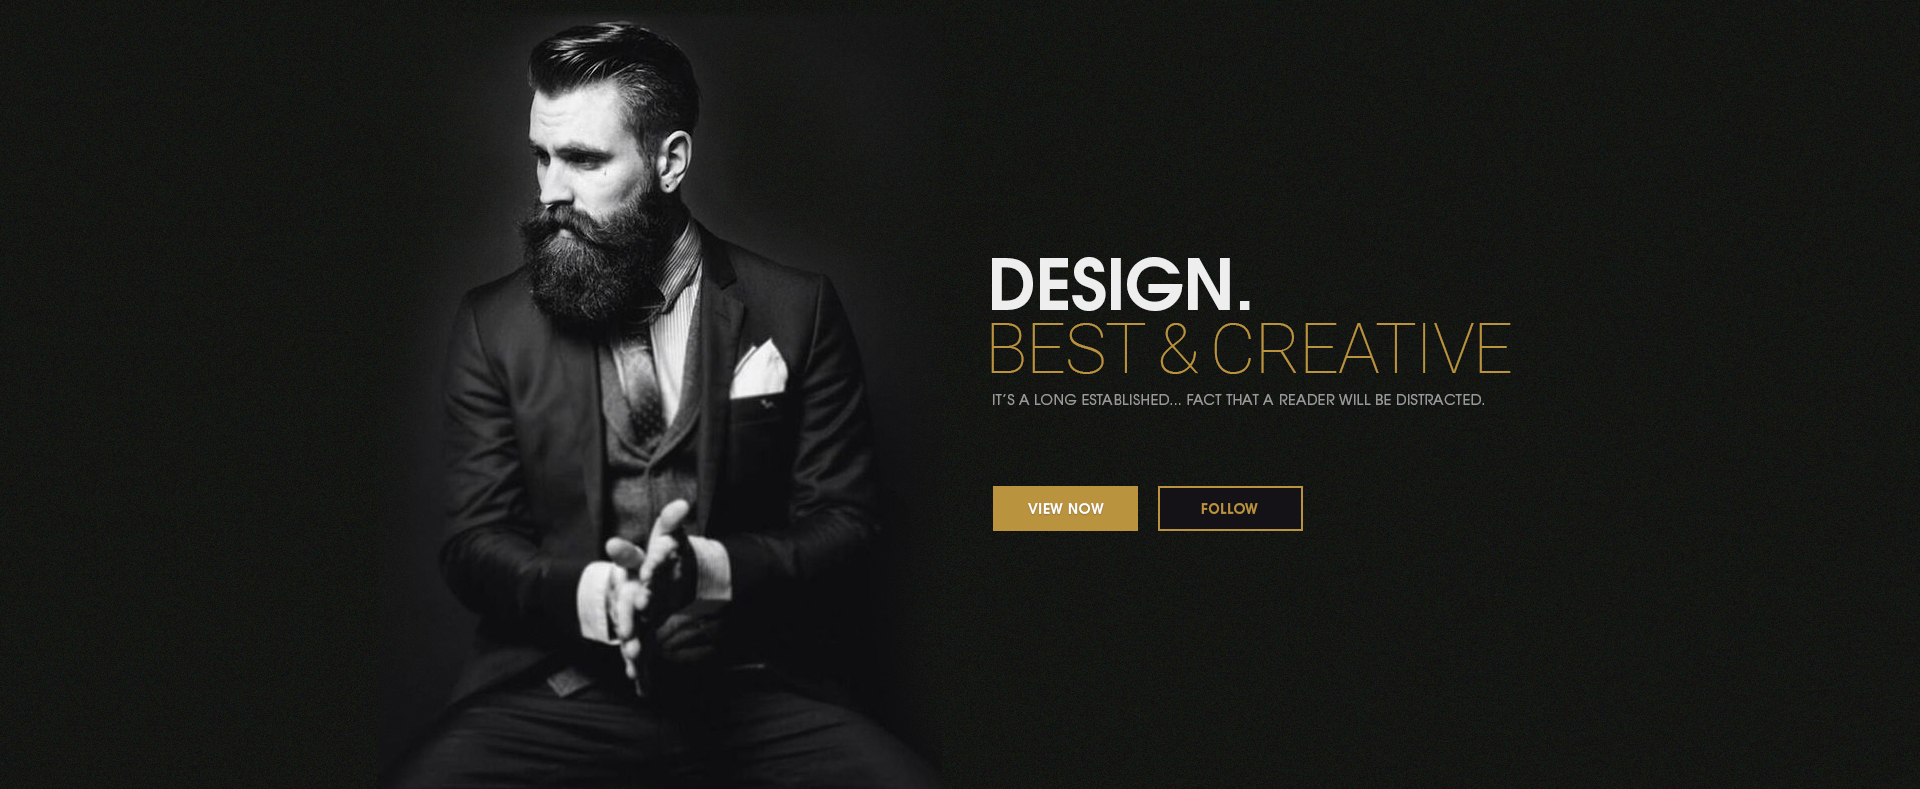 DESIGN.
BEST & CREATIVE
IT'S A LONG ESTABLISHED... FACT THAT A READER WILL BE DISTRACTED.
VIEW NOW
FOLLOW